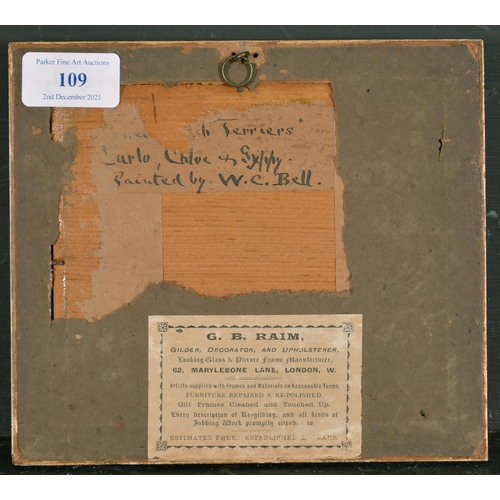 Parker Fine Art Auctions
109
2nd December 2021
Terriers"
Carlo, Chloe & Gyppy.
Painted by W. C. Bell.
G. B. RAIM,
GILDER, DECORATOR, AND UPHOLSTERER,
Looking Glass & Picture Frame Manufacturer,
62, MARYLEBONE LANE, LONDON, W.
Artists supplied with Frames and Materials on Reasonable Terms.
FURNITURE REPAIRED & RE-POLISHED.
Gilt Frames Cleaned and Touched Up.
Every description of Re-gilding, and all kinds of
Jobbing Work promptly to.
ESTIMATES FREE. ESTABLISHED